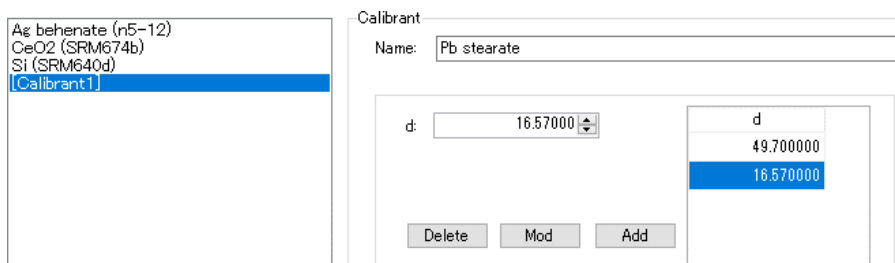 Ag behenate (n5-12)
CeO2 (SRM674b)
Si (SRM640d)
[Calibrant1]
Calibrant
Name: Pb stearate
d: 16.57000
d
49.700000
16.570000
Delete Mod Add